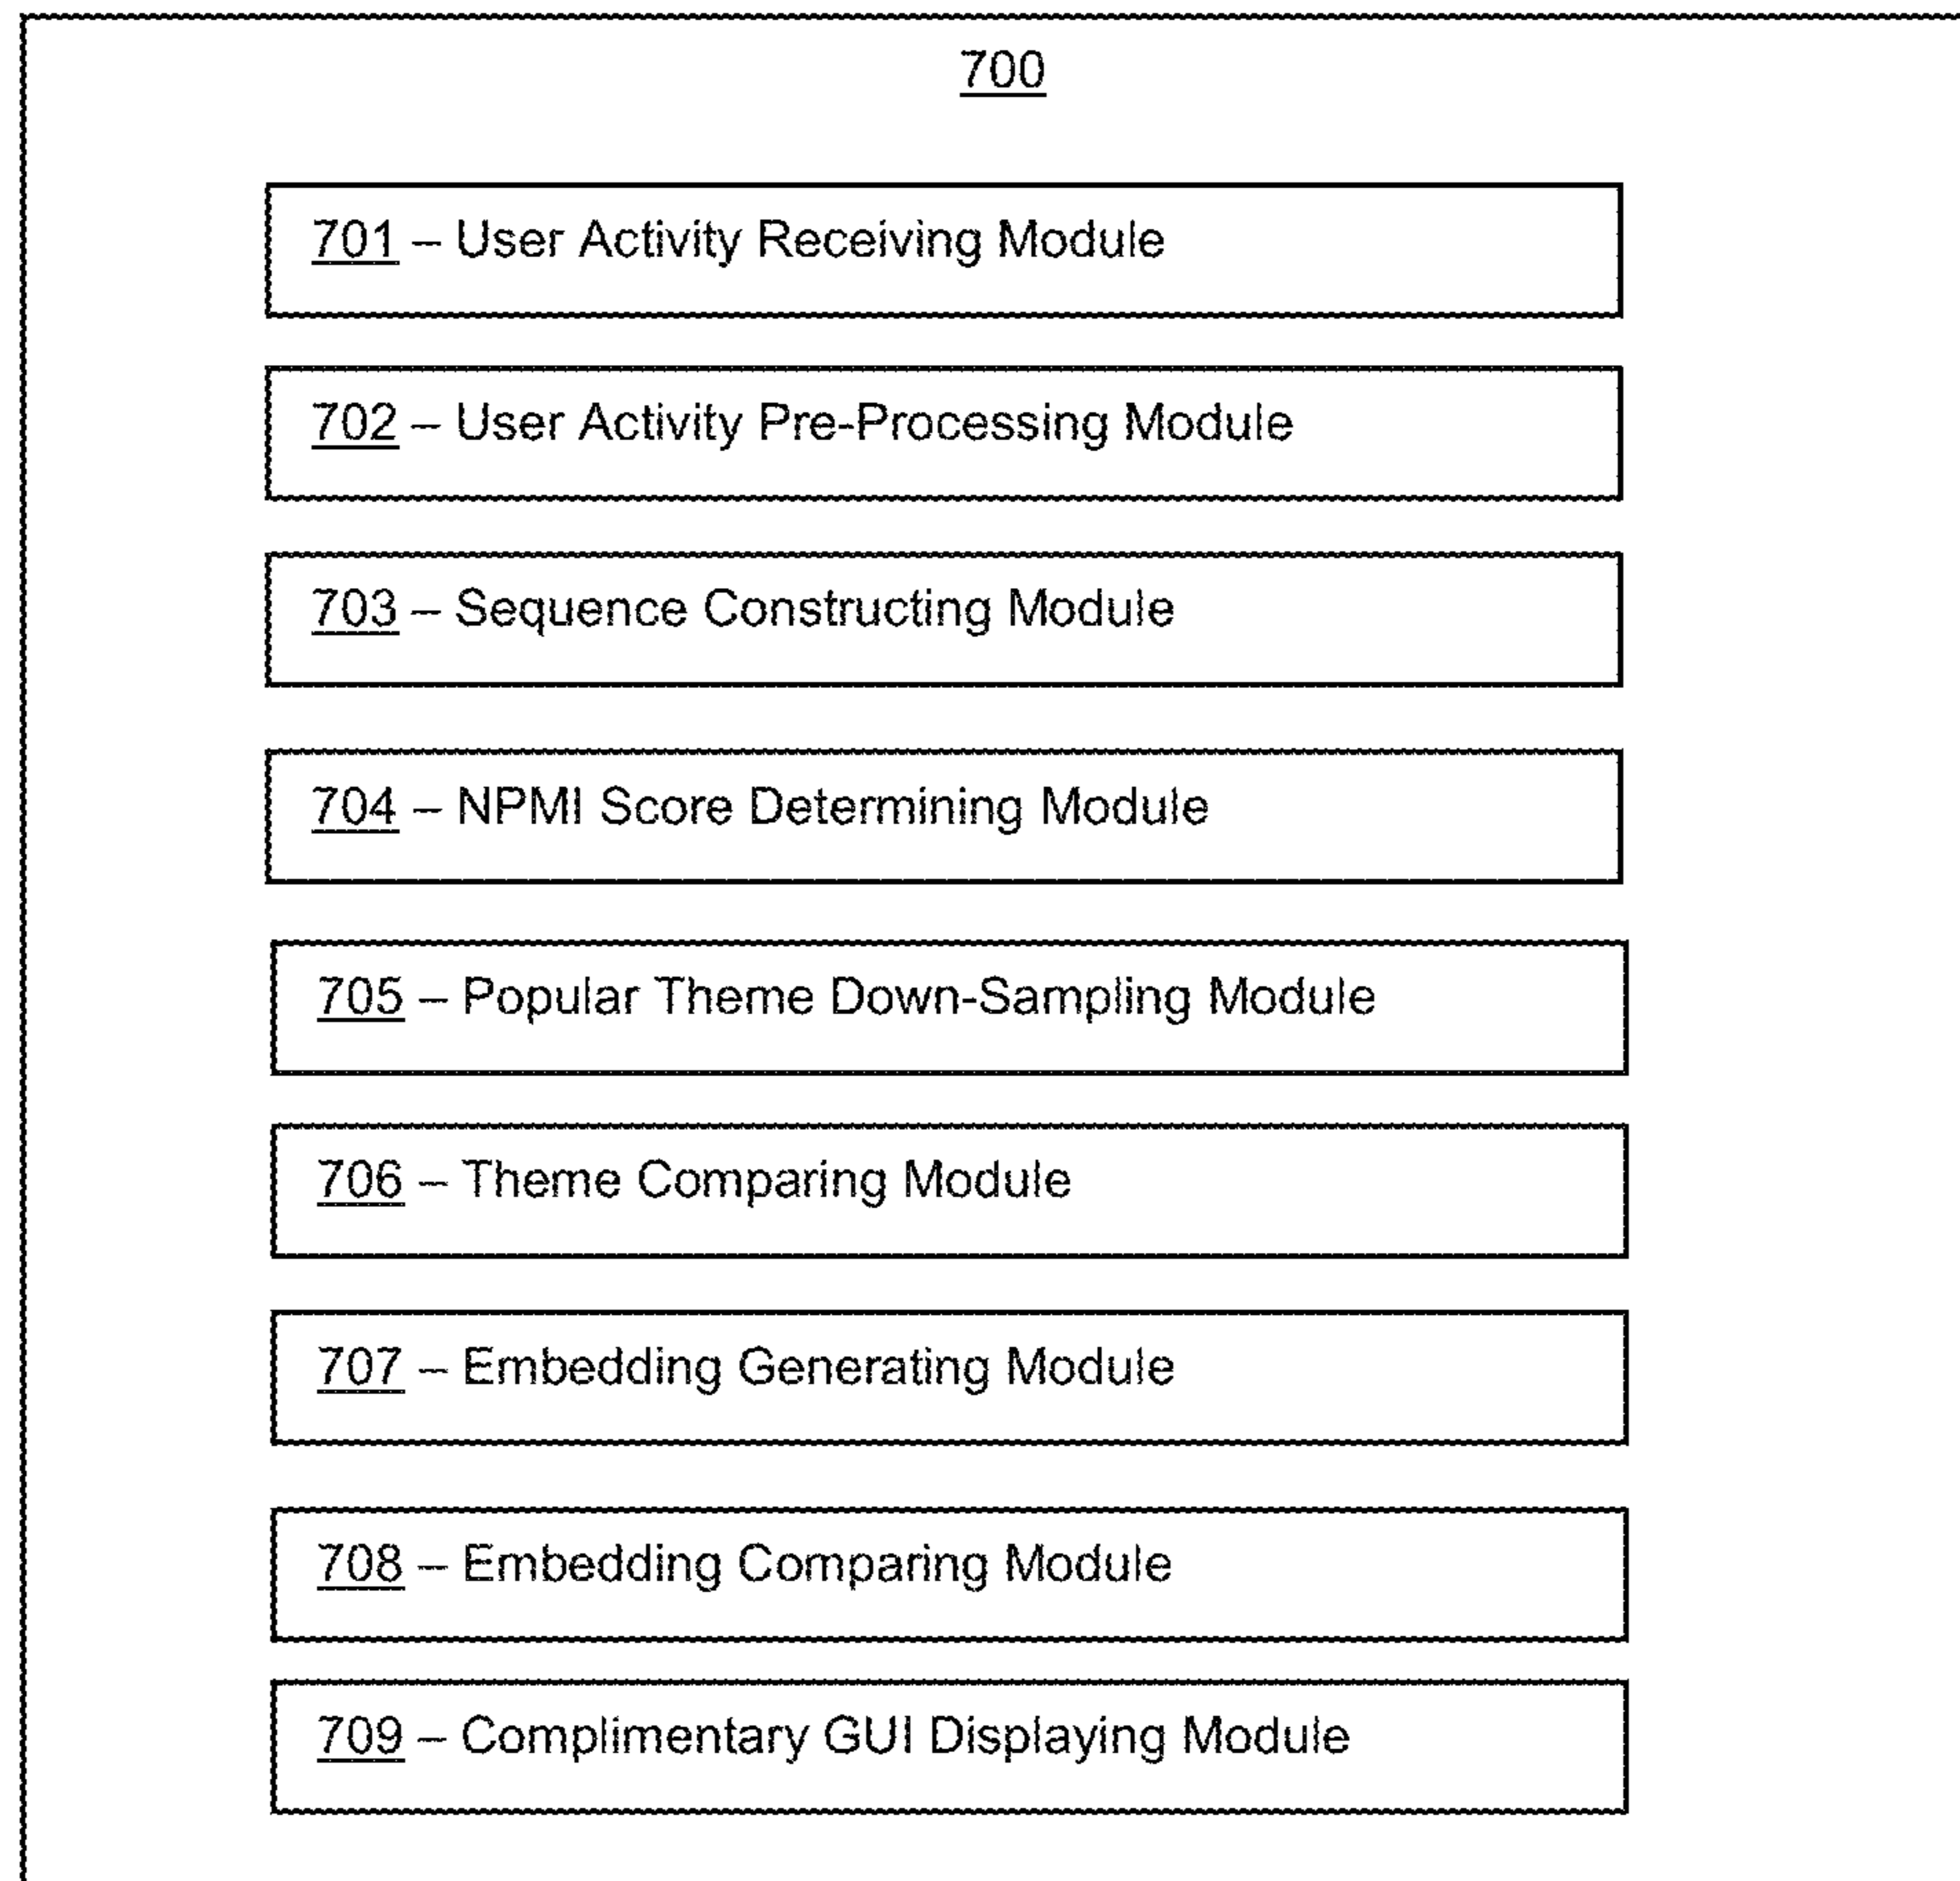 700
701 – User Activity Receiving Module
702 – User Activity Pre-Processing Module
703 – Sequence Constructing Module
704 – NPMI Score Determining Module
705 – Popular Theme Down-Sampling Module
706 – Theme Comparing Module
707 – Embedding Generating Module
708 – Embedding Comparing Module
709 – Complimentary GUI Displaying Module